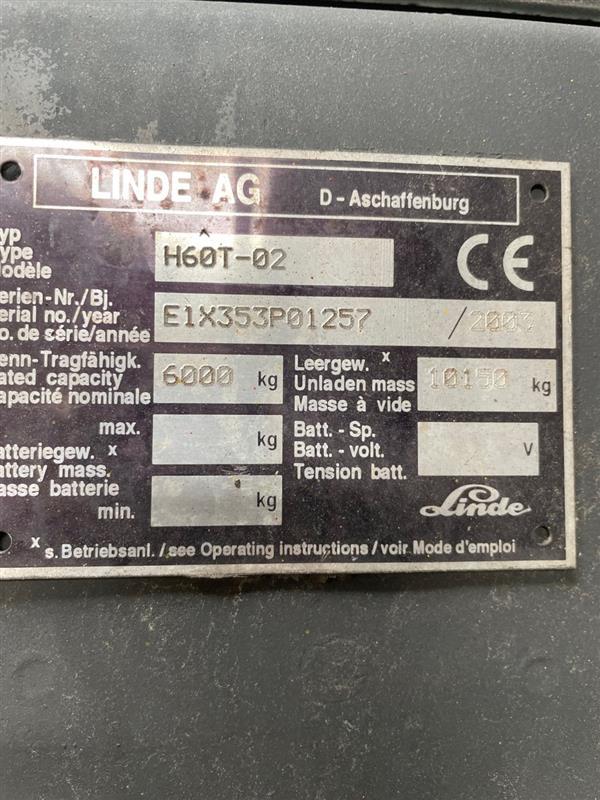 LINDE AG D - Aschaffenburg
yp
ype H60T-02 CE
odèle
erien-Nr./Bj.
erial no./year E1X353P01257 /2003
o. de série/année
enn-Tragfähigk. Leergew. x
ated capacity 6000 kg Unladen mass 10150 kg
apacité nominale Masse à vide
max. kg Batt. - Sp.
atteriegew. x Batt. - volt. V
attery mass. Tension batt.
asse batterie kg
min. Linde
x s. Betriebsanl. / see Operating instructions / voir Mode d'emploi